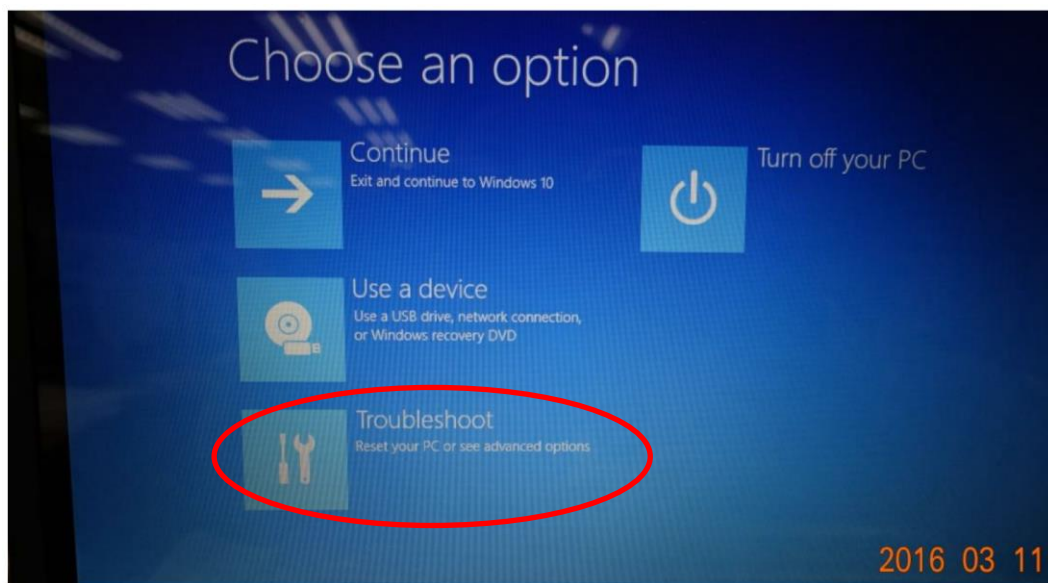 Choose an option
Continue
Exit and continue to Windows 10
Turn off your PC
Use a device
Use a USB drive, network connection,
or Windows recovery DVD
Troubleshoot
Reset your PC or see advanced options
2016 03 11